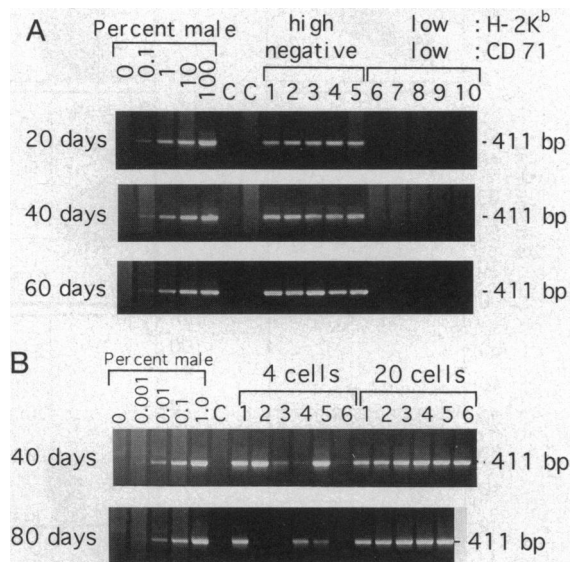 A
Percent male
high low : H-2Kᵇ
negative low : CD 71
0 0.1 1 10 100 C C 1 2 3 4 5 6 7 8 9 10
20 days - 411 bp
40 days - 411 bp
60 days - 411 bp
B
Percent male
4 cells 20 cells
0 0.001 0.01 0.1 1.0 C 1 2 3 4 5 6 1 2 3 4 5 6
40 days - 411 bp
80 days - 411 bp